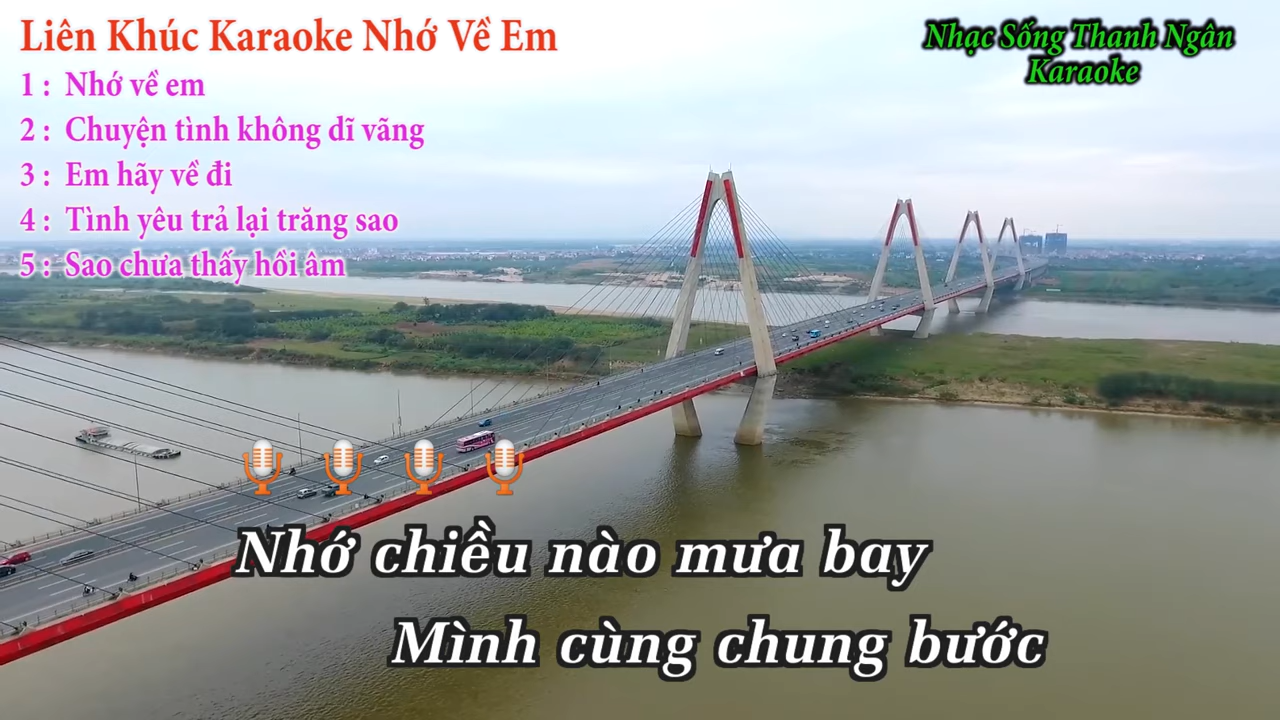 Liên Khúc Karaoke Nhớ Về Em
1 : Nhớ về em
2 : Chuyện tình không dĩ vãng
3 : Em hãy về đi
4 : Tình yêu trả lại trăng sao
5 : Sao chưa thấy hồi âm
Nhạc Sống Thanh Ngân
Karaoke
Nhớ chiều nào mưa bay
Mình cùng chung bước